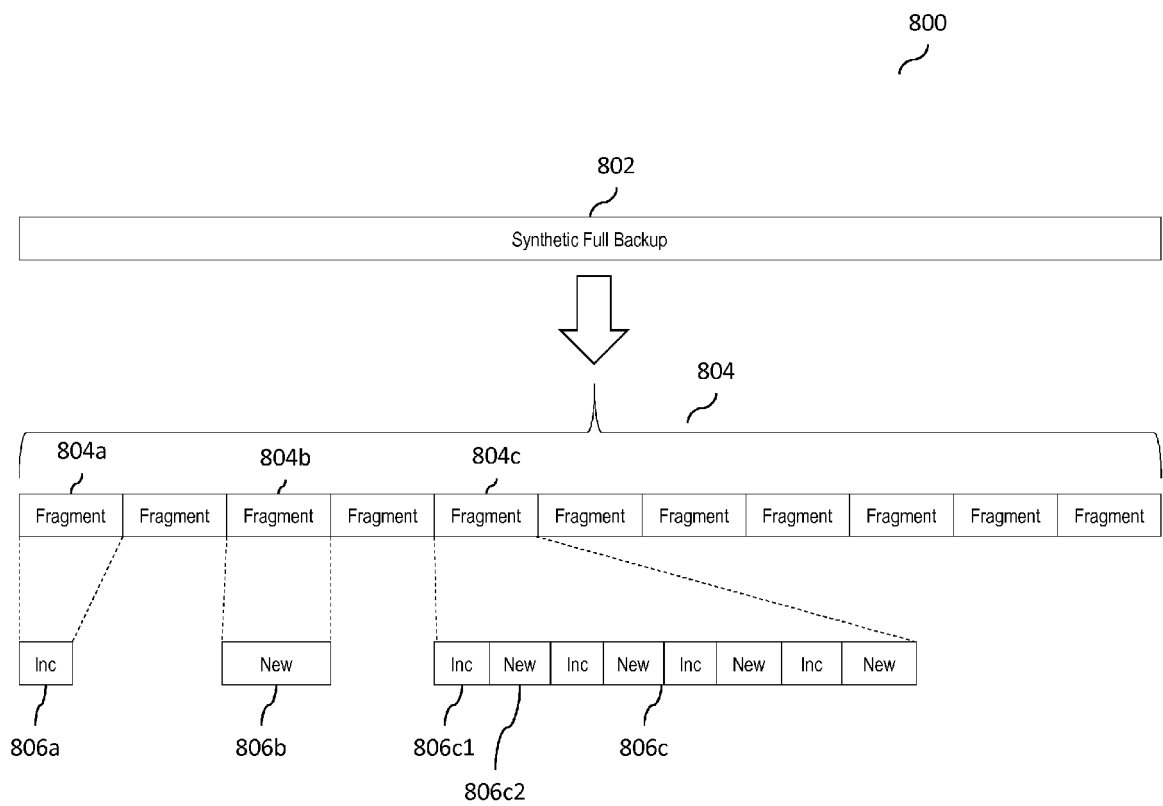 800
802
Synthetic Full Backup
804
804a 804b 804c
Fragment Fragment Fragment Fragment Fragment Fragment Fragment Fragment Fragment Fragment Fragment
Inc New Inc New Inc New Inc New Inc New
806a 806b 806c1 806c
806c2